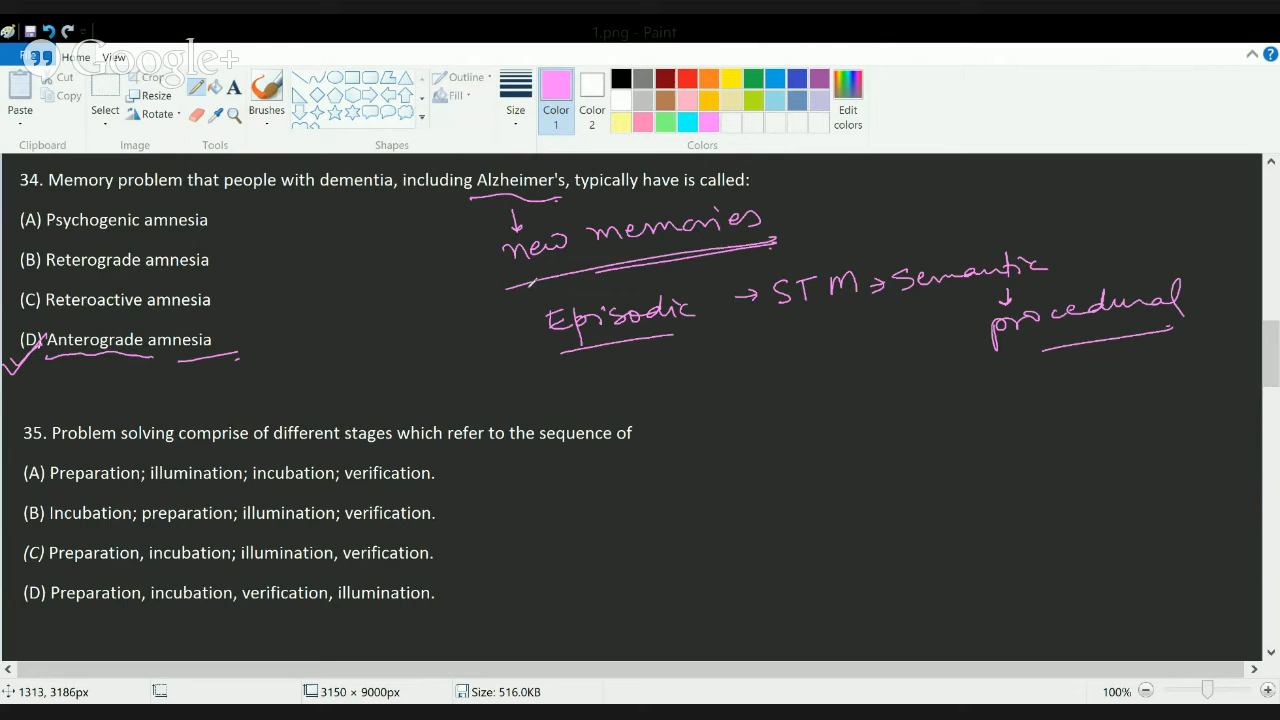 1.png - Paint
File Home View
Google+
Cut
Copy
Paste
Crop
Resize
Rotate
Select
Brushes
Outline
Fill
Size
Color 1
Color 2
Edit colors
Clipboard Image Tools Shapes Colors
34. Memory problem that people with dementia, including Alzheimer's, typically have is called:
(A) Psychogenic amnesia
new memories
(B) Reterograde amnesia
Episodic → STM → Semantic
(C) Reteroactive amnesia
procedural
(D) Anterograde amnesia
35. Problem solving comprise of different stages which refer to the sequence of
(A) Preparation; illumination; incubation; verification.
(B) Incubation; preparation; illumination; verification.
(C) Preparation, incubation; illumination, verification.
(D) Preparation, incubation, verification, illumination.
1313, 3186px 3150 × 9000px Size: 516.0KB 100%